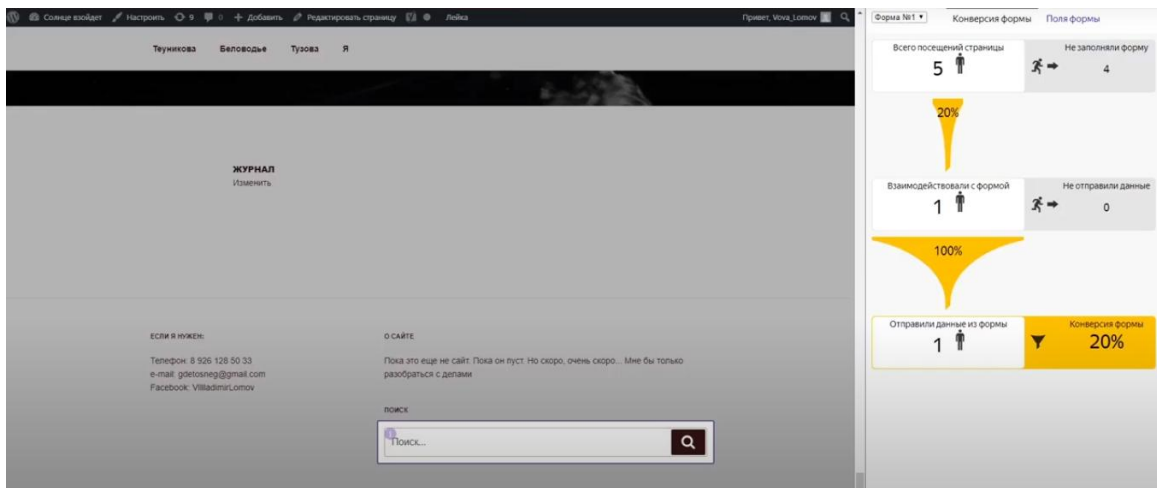 Солнце взойдет Настроить 9 0 Добавить Редактировать страницу Лейка Привет, Vova_Lomov
Теуникова Беловодье Тузова Я
ЖУРНАЛ
Изменить
ЕСЛИ Я НУЖЕН:
Телефон: 8 926 128 50 33
e-mail: gdetosneg@gmail.com
Facebook: VllladimirLomov
О САЙТЕ
Пока это еще не сайт. Пока он пуст. Но скоро, очень скоро... Мне бы только
разобраться с делами
ПОИСК
1
Поиск...
Форма №1 Конверсия формы Поля формы
Всего посещений страницы Не заполняли форму
5 4
20%
Взаимодействовали с формой Не отправили данные
1 0
100%
Отправили данные из формы Конверсия формы
1 20%